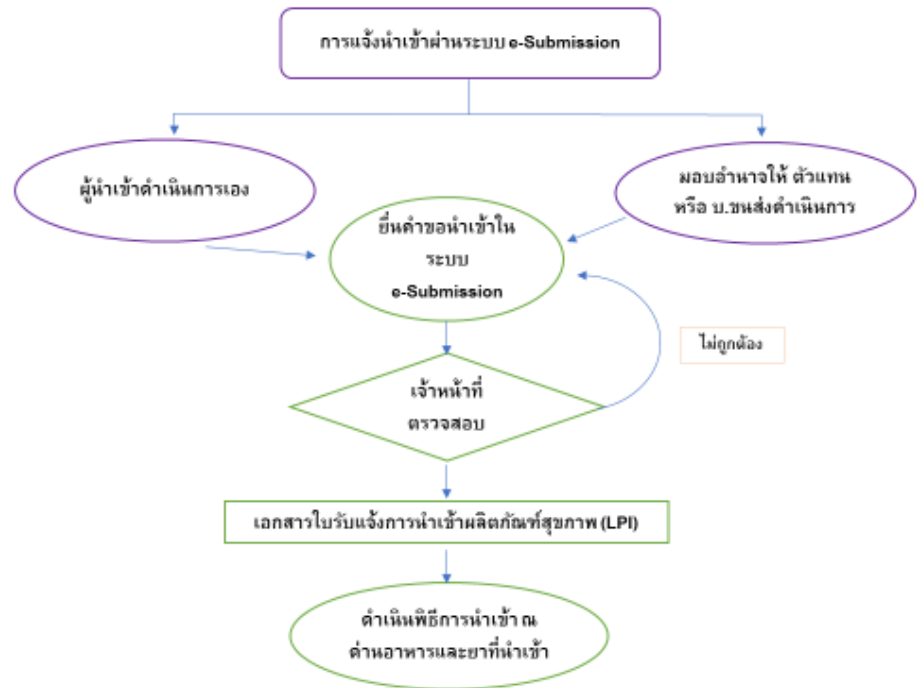 การแจ้งนำเข้าผ่านระบบ e-Submission
ผู้นำเข้าดำเนินการเอง
มอบอำนาจให้ ตัวแทน
หรือ บ.ขนส่งดำเนินการ
ยื่นคำขอนำเข้าใน
ระบบ
e-Submission
ไม่ถูกต้อง
เจ้าหน้าที่
ตรวจสอบ
เอกสารใบรับแจ้งการนำเข้าผลิตภัณฑ์สุขภาพ (LPI)
ดำเนินพิธีการนำเข้า ณ
ด่านอาหารและยาที่นำเข้า